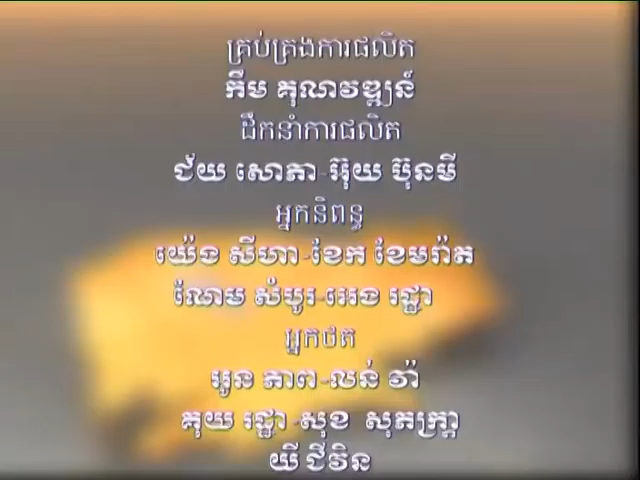 គ្រប់គ្រងការផលិត
កឹម គុណវឌ្ឍន៍
ដឹកនាំការផលិត
ជ័យ សោភា-អ៊ុយ ប៊ុនមី
អ្នកនិពន្ធ
យ៉េង សីហា-ខែក ខែមរ៉ាត
ណែម សំបូរ-អេង រដ្ឋា
អ្នកថត
អូន ភាព-លន់ វ៉ា
គុយ រដ្ឋា-សុខ សុភក្រ្តា
យី ជីវិន